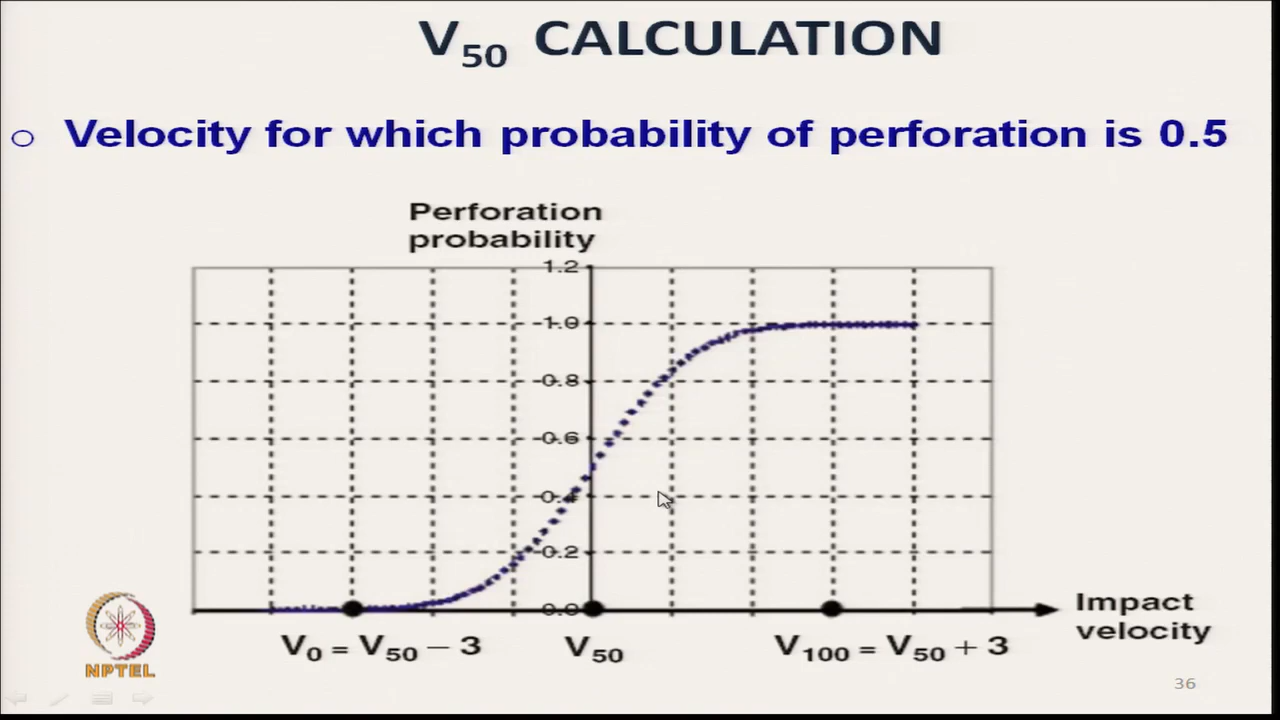 V50 CALCULATION
○ Velocity for which probability of perforation is 0.5
Perforation
probability
1.2
1.0
0.8
0.6
0.4
0.2
0.0
Impact
velocity
V0 = V50 – 3
V50
V100 = V50 + 3
NPTEL
36